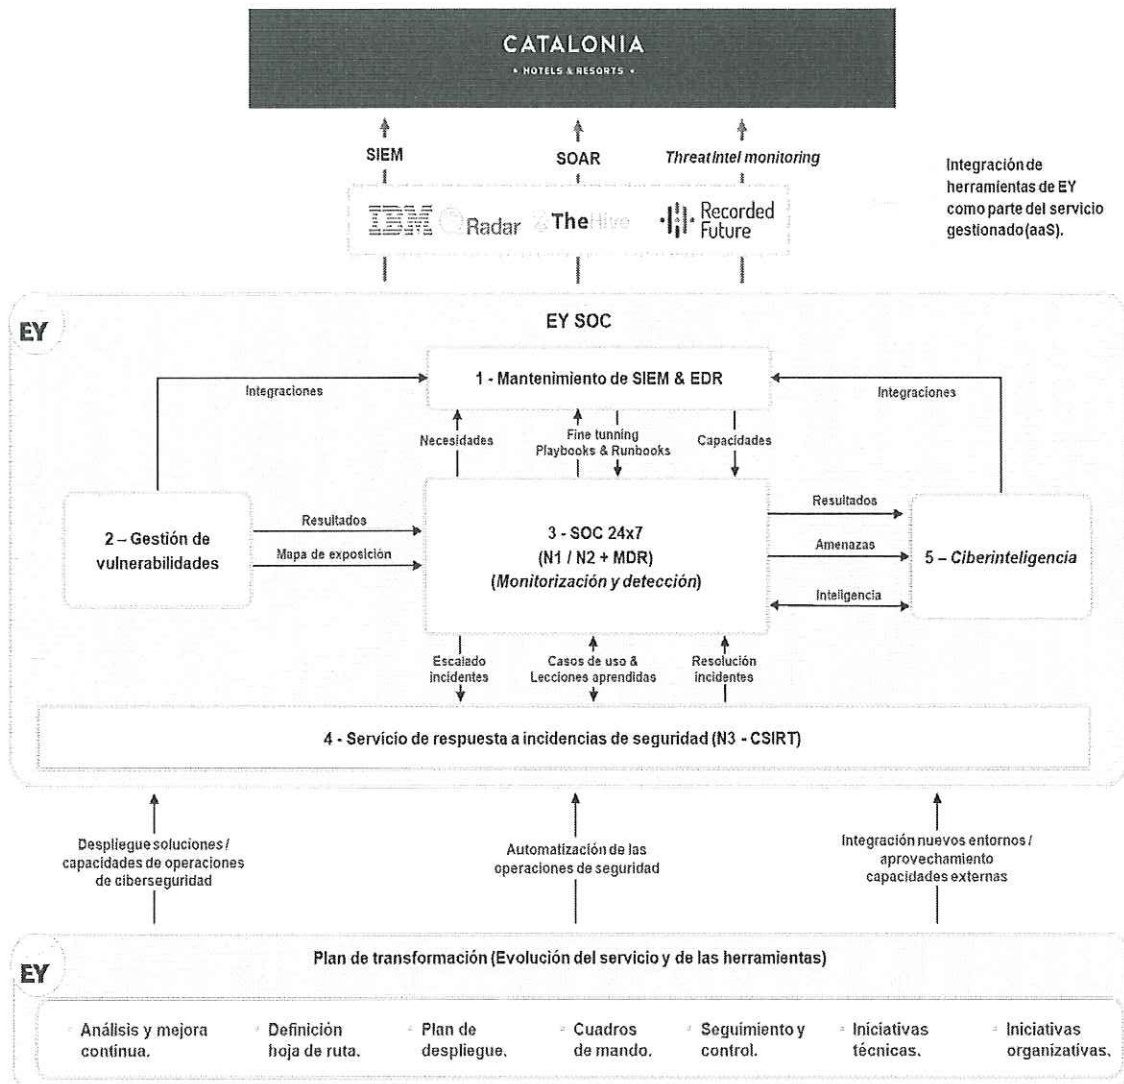 CATALONIA
• HOTELS & RESORTS •
SIEM
SOAR
ThreatIntel monitoring
IBM QRadar
TheHive
Recorded
Future
Integración de
herramientas de EY
como parte del servicio
gestionado (aaS).
EY
EY SOC
1 - Mantenimiento de SIEM & EDR
Integraciones
Integraciones
Necesidades
Fine tunning
Playbooks & Runbooks
Capacidades
2 – Gestión de
vulnerabilidades
Resultados
Mapa de exposición
3 - SOC 24x7
(N1 / N2 + MDR)
(Monitorización y detección)
Resultados
Amenazas
Inteligencia
5 – Ciberinteligencia
Escalado
incidentes
Casos de uso &
Lecciones aprendidas
Resolución
incidentes
4 - Servicio de respuesta a incidencias de seguridad (N3 - CSIRT)
Despliegue soluciones /
capacidades de operaciones
de ciberseguridad
Automatización de las
operaciones de seguridad
Integración nuevos entornos /
aprovechamiento
capacidades externas
EY
Plan de transformación (Evolución del servicio y de las herramientas)
Análisis y mejora
continua.
Definición
hoja de ruta.
Plan de
despliegue.
Cuadros
de mando.
Seguimiento y
control.
Iniciativas
técnicas.
Iniciativas
organizativas.